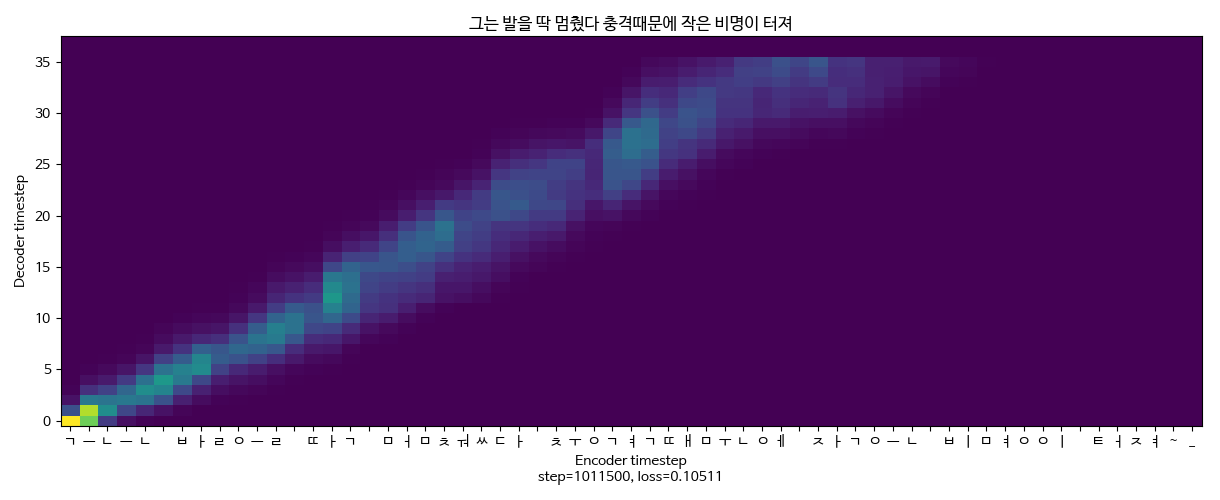 그는 발을 딱 멈췄다 충격때문에 작은 비명이 터져
35
30
25
20
15
10
5
0
Decoder timestep
ㄱ ㅡ ㄴ ㅡ ㄴ ㅂ ㅏ ㄹ ㅇ ㅡ ㄹ ㄸ ㅏ ㄱ ㅁ ㅓ ㅁ ㅊ ㅝ ㅆ ㄷ ㅏ ㅊ ㅜ ㅇ ㄱ ㅕ ㄱ ㄸ ㅐ ㅁ ㅜ ㄴ ㅇ ㅔ ㅈ ㅏ ㄱ ㅇ ㅡ ㄴ ㅂ ㅣ ㅁ ㅕ ㅇ ㅇ ㅣ ㅌ ㅓ ㅈ ㅕ ~ _
Encoder timestep
step=1011500, loss=0.10511